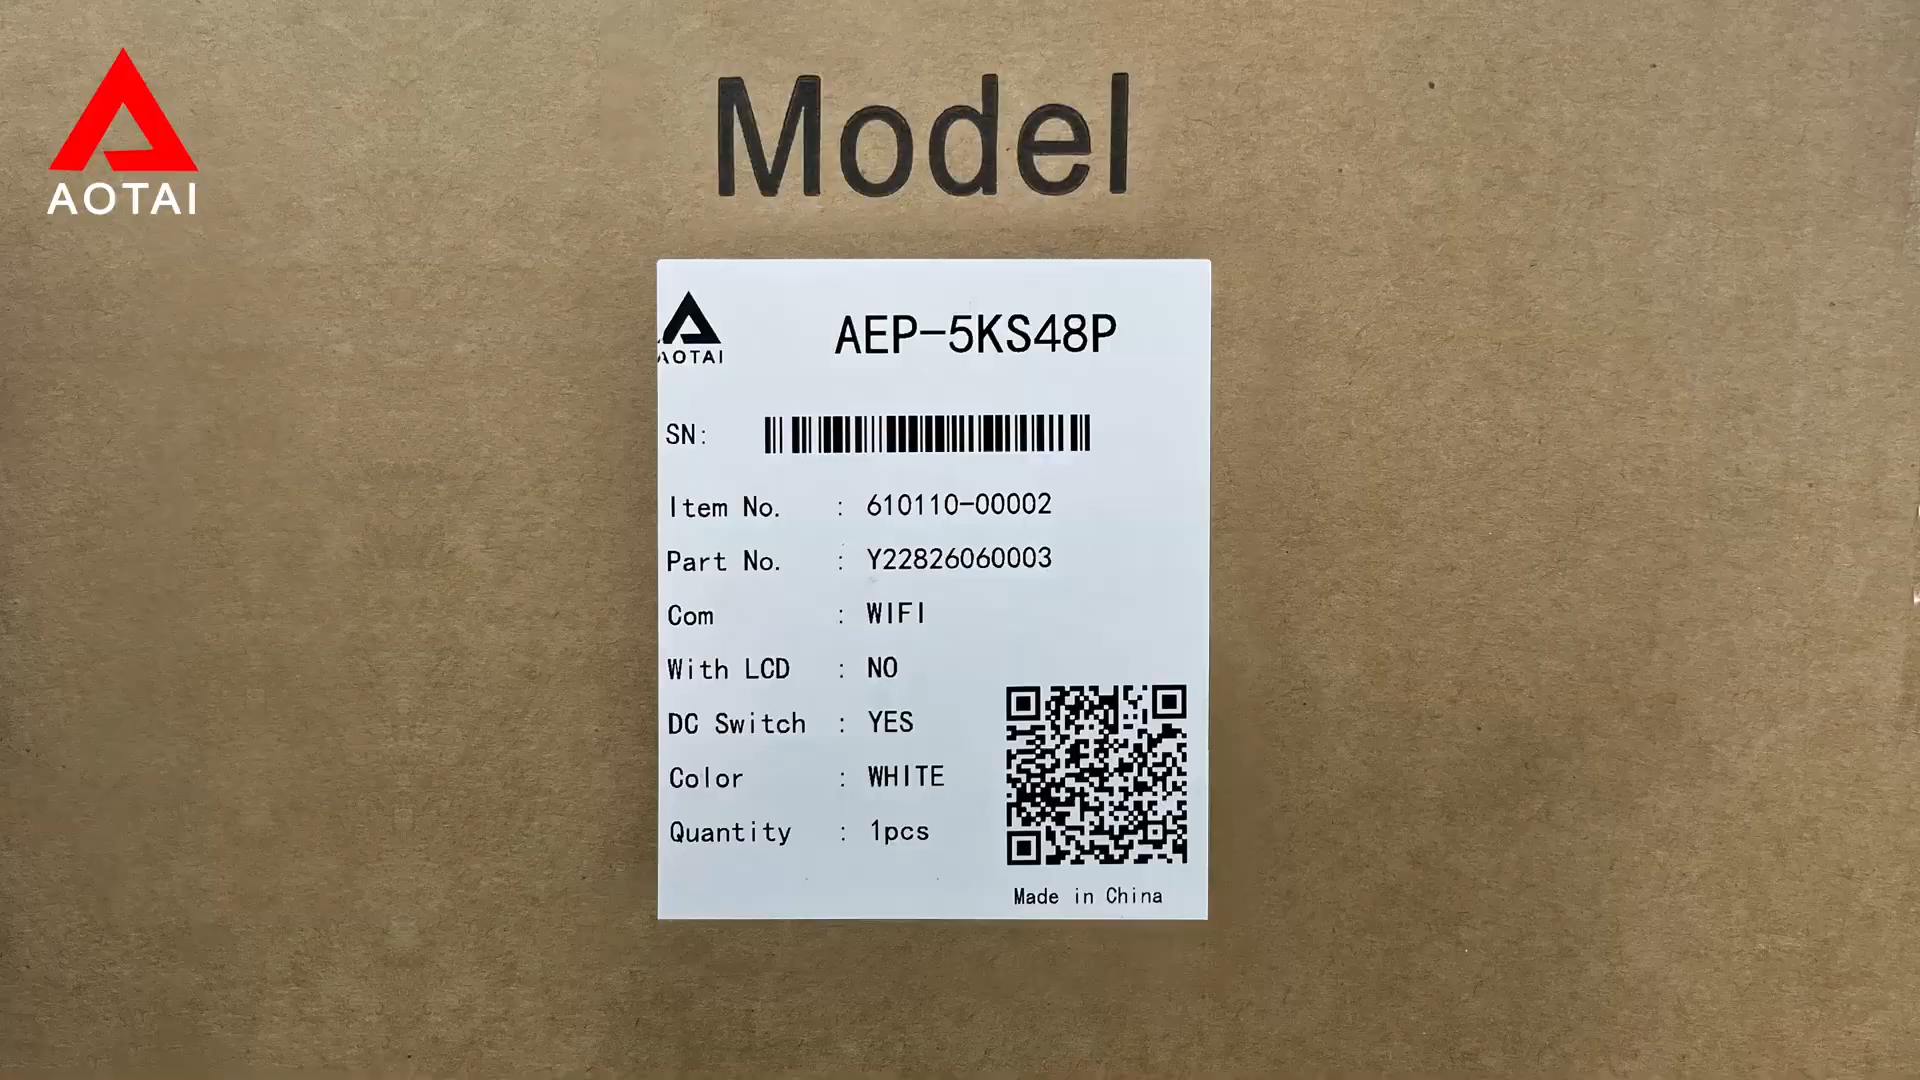 AOTAI
Model
AOTAI
AEP-5KS48P
SN:
Item No. : 610110-00002
Part No. : Y22826060003
Com : WIFI
With LCD : NO
DC Switch : YES
Color : WHITE
Quantity : 1pcs
Made in China